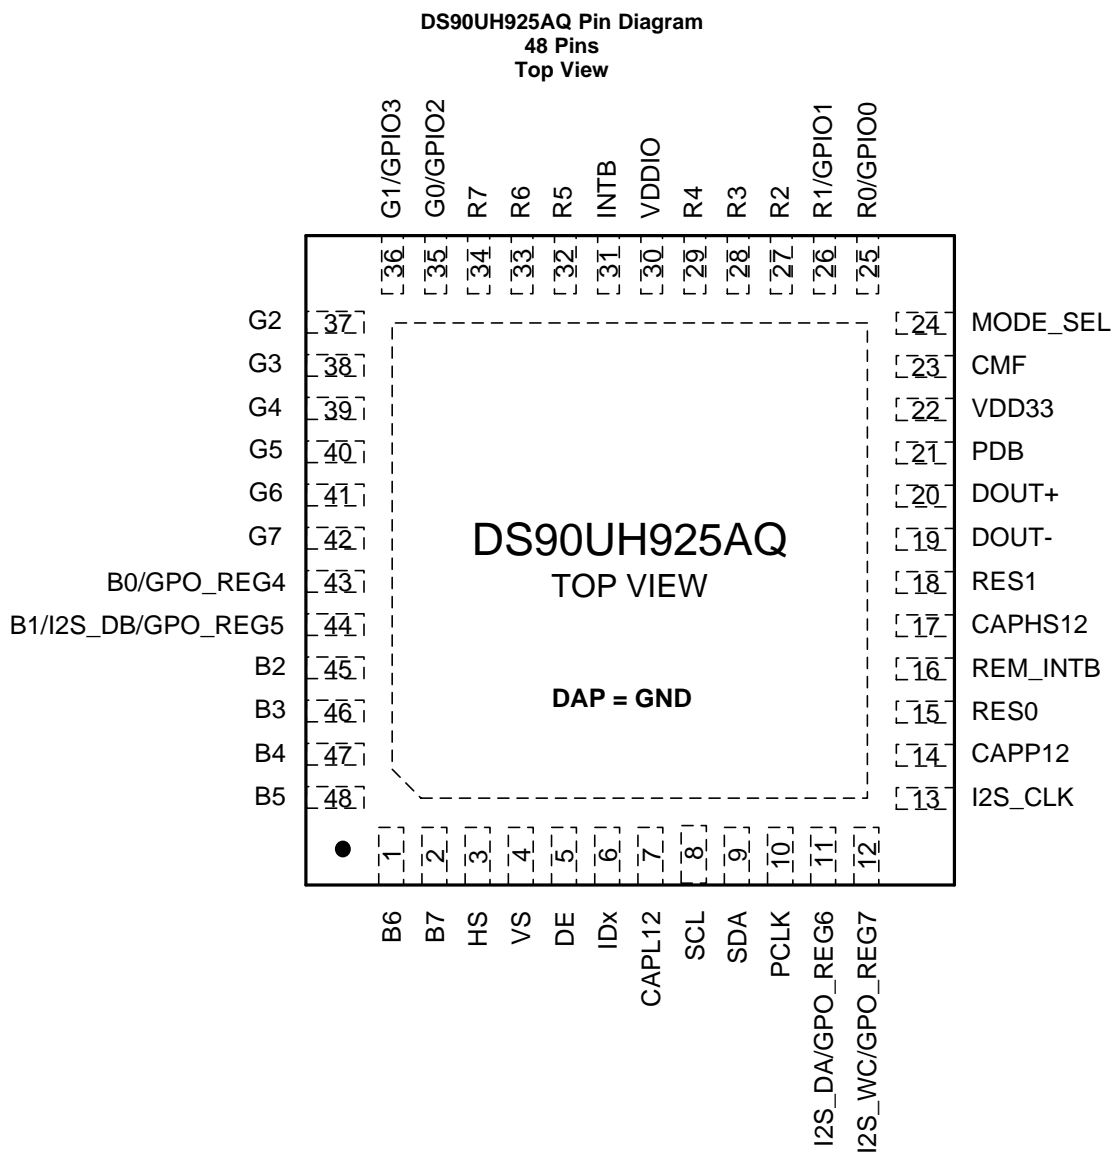 DS90UH925AQ Pin Diagram
48 Pins
Top View
G1/GPIO3
G0/GPIO2
R7
R6
R5
INTB
VDDIO
R4
R3
R2
R1/GPIO1
R0/GPIO0
36
35
34
33
32
31
30
29
28
27
26
25
G2 37
G3 38
G4 39
G5 40
G6 41
G7 42
B0/GPO_REG4 43
B1/I2S_DB/GPO_REG5 44
B2 45
B3 46
B4 47
B5 48
DS90UH925AQ
TOP VIEW
DAP = GND
24 MODE_SEL
23 CMF
22 VDD33
21 PDB
20 DOUT+
19 DOUT-
18 RES1
17 CAPHS12
16 REM_INTB
15 RES0
14 CAPP12
13 I2S_CLK
1
2
3
4
5
6
7
8
9
10
11
12
B6
B7
HS
VS
DE
IDx
CAPL12
SCL
SDA
PCLK
I2S_DA/GPO_REG6
I2S_WC/GPO_REG7